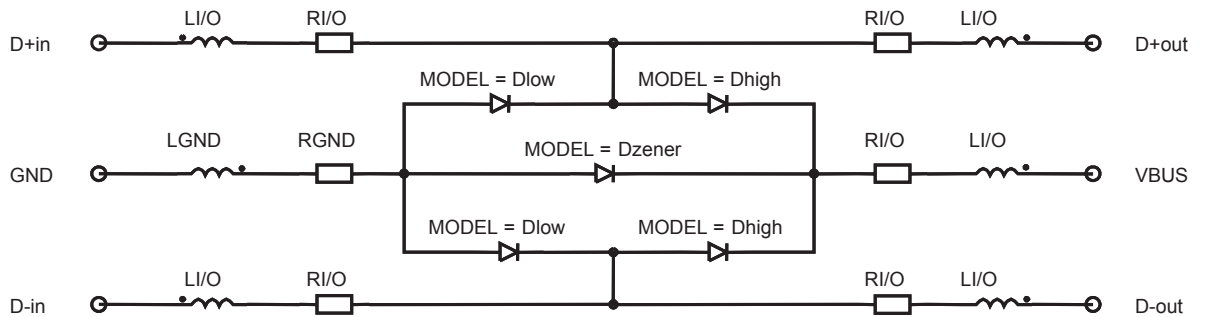 LI/O RI/O RI/O LI/O
D+in D+out
MODEL = Dlow MODEL = Dhigh
LGND RGND MODEL = Dzener RI/O LI/O
GND VBUS
MODEL = Dlow MODEL = Dhigh
LI/O RI/O RI/O LI/O
D-in D-out